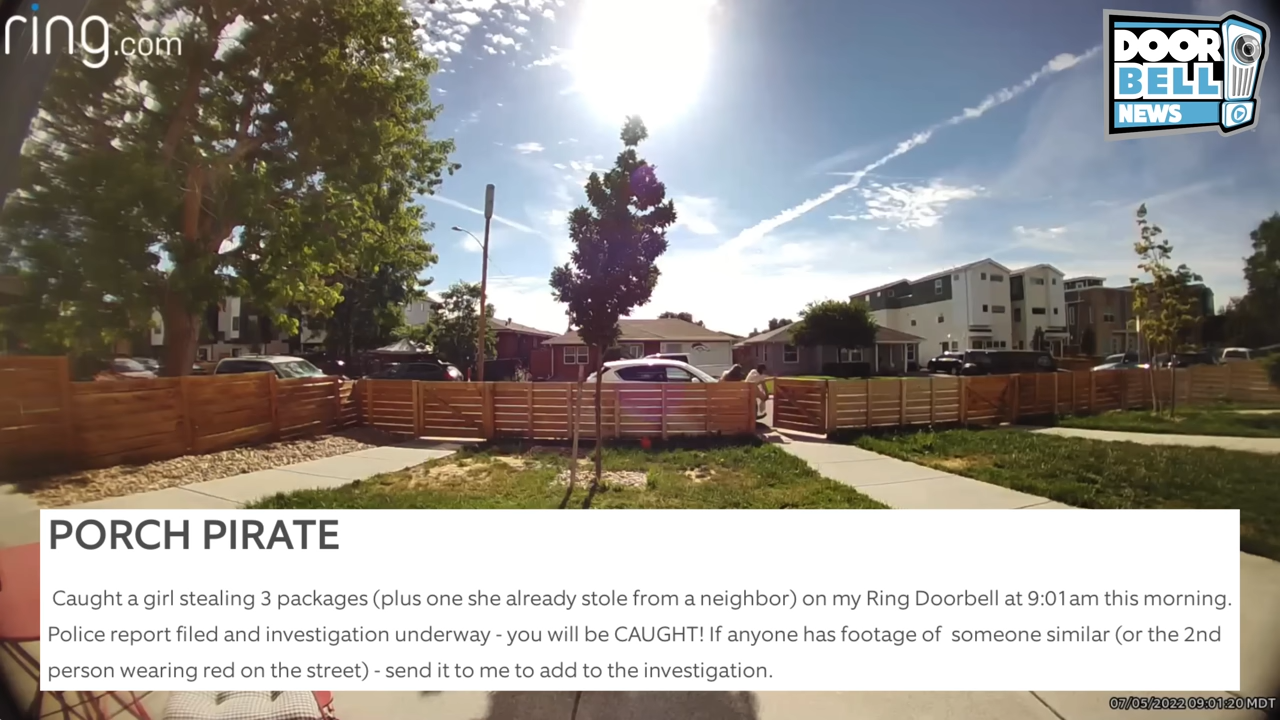 ring.com
DOOR
BELL
NEWS
PORCH PIRATE
Caught a girl stealing 3 packages (plus one she already stole from a neighbor) on my Ring Doorbell at 9:01am this morning.
Police report filed and investigation underway - you will be CAUGHT! If anyone has footage of someone similar (or the 2nd
person wearing red on the street) - send it to me to add to the investigation.
07/05/2022 09:01:20 MDT